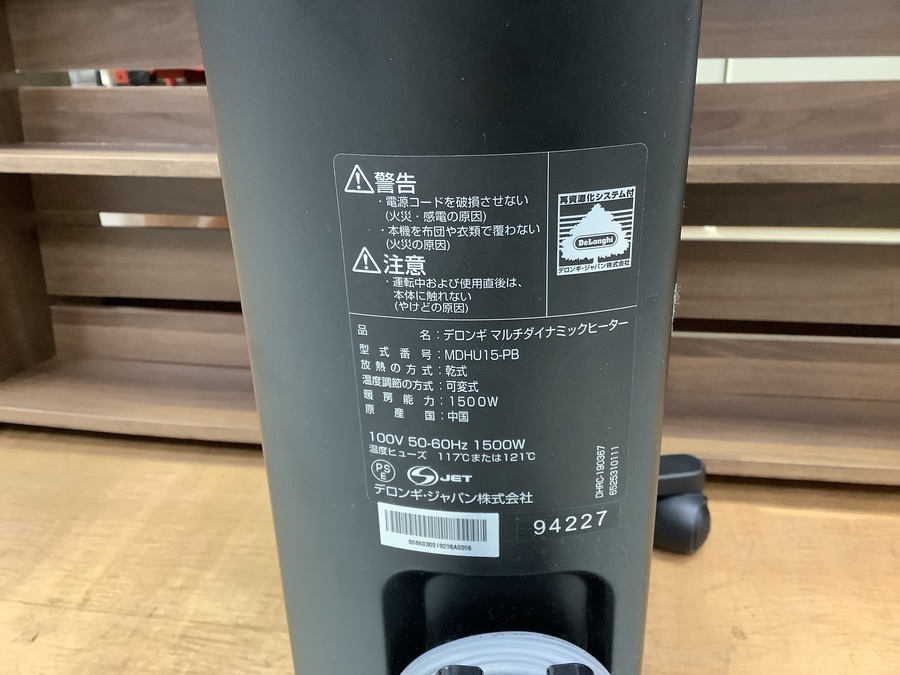 警告
・電源コードを破損させない
(火災・感電の原因)
・本機を布団や衣類で覆わない
(火災の原因)
注意
・運転中および使用直後は、
本体に触れない
(やけどの原因)
再資源化システム付
DeLonghi
デロンギ・ジャパン株式会社
品名：デロンギ マルチダイナミックヒーター
型式番号：MDHU15-PB
放熱の方式：乾式
温度調節の方式：可変式
暖房能力：1500W
原産国：中国
100V 50-60Hz 1500W
温度ヒューズ 117℃または121℃
PS
E
JET
デロンギ・ジャパン株式会社
DHRC-190367
6525310111
94227